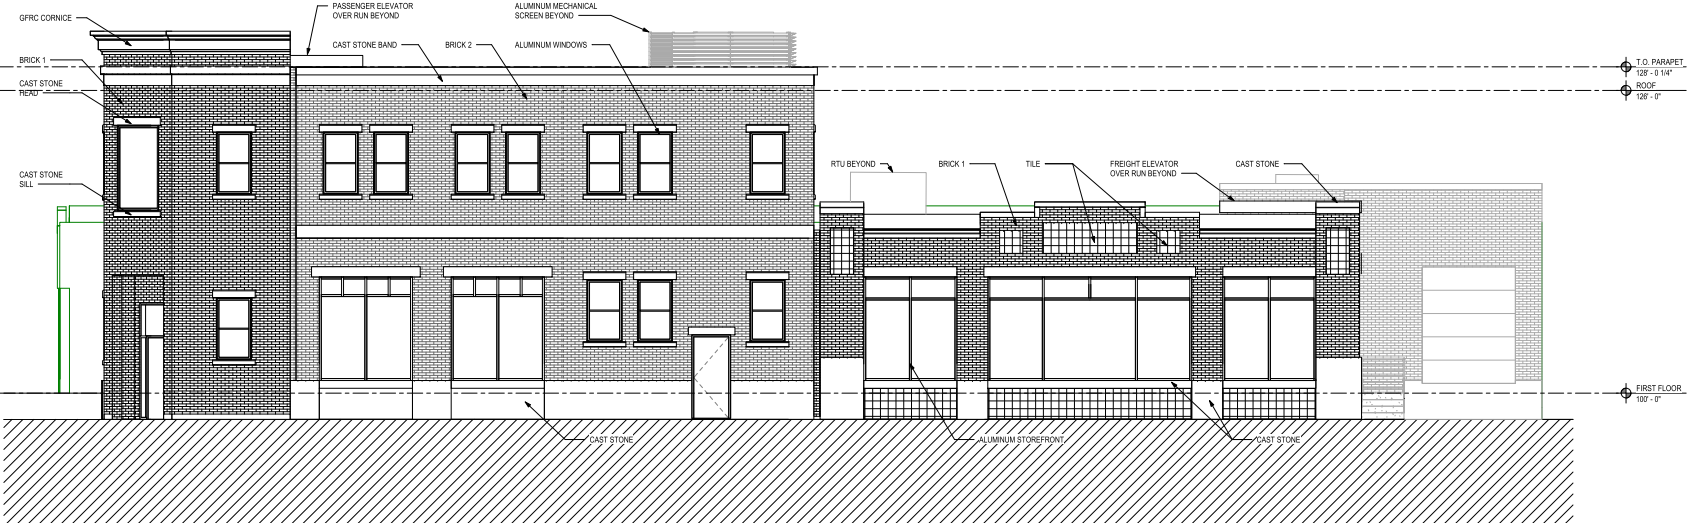 GFRC CORNICE
PASSENGER ELEVATOR
OVER RUN BEYOND
ALUMINUM MECHANICAL
SCREEN BEYOND
CAST STONE BAND
BRICK 2
ALUMINUM WINDOWS
BRICK 1
CAST STONE
HEAD
T.O. PARAPET
128' - 0 1/4"
ROOF
126' - 0"
CAST STONE
SILL
RTU BEYOND
BRICK 1
TILE
FREIGHT ELEVATOR
OVER RUN BEYOND
CAST STONE
FIRST FLOOR
100' - 0"
CAST STONE
ALUMINUM STOREFRONT
CAST STONE